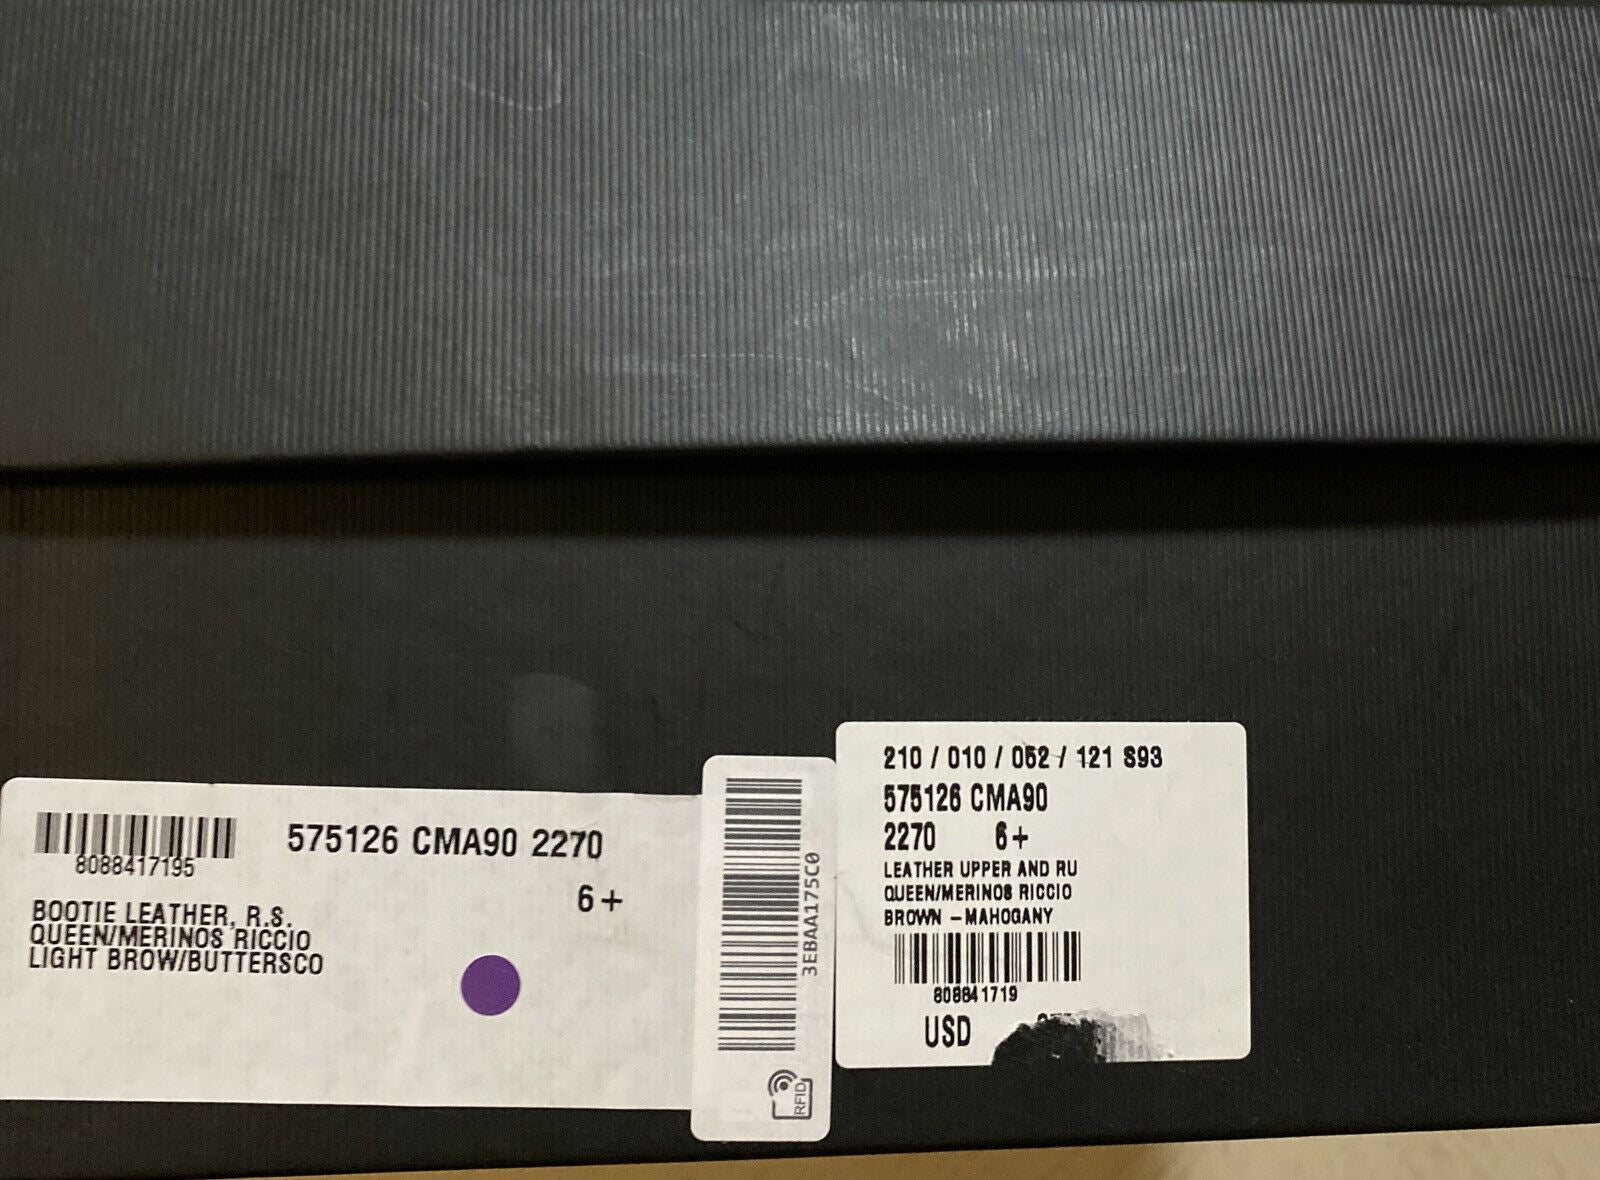 575126 CMA90 2270
8088417195
6+
BOOTIE LEATHER, R.S.
QUEEN/MERINOS RICCIO
LIGHT BROW/BUTTERSCO
3EBAA175C0
RFID
210 / 010 / 052 / 121 S93
575126 CMA90
2270 6+
LEATHER UPPER AND RU
QUEEN/MERINOS RICCIO
BROWN - MAHOGANY
808841719
USD